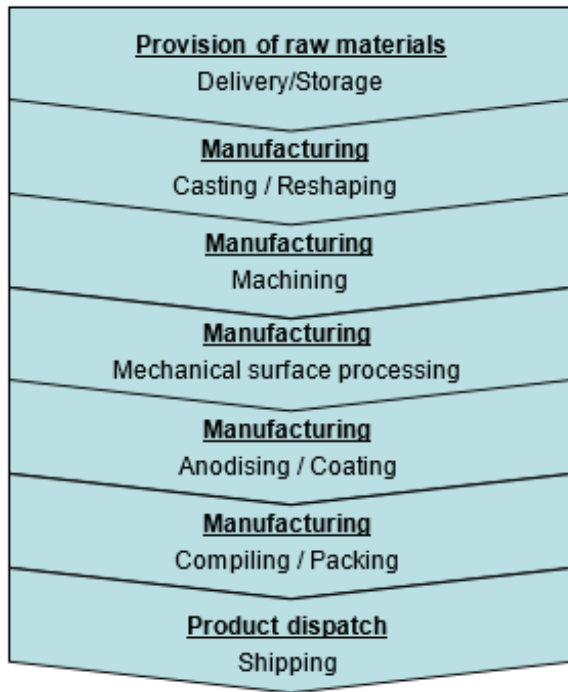 Provision of raw materials
Delivery/Storage
Manufacturing
Casting / Reshaping
Manufacturing
Machining
Manufacturing
Mechanical surface processing
Manufacturing
Anodising / Coating
Manufacturing
Compiling / Packing
Product dispatch
Shipping